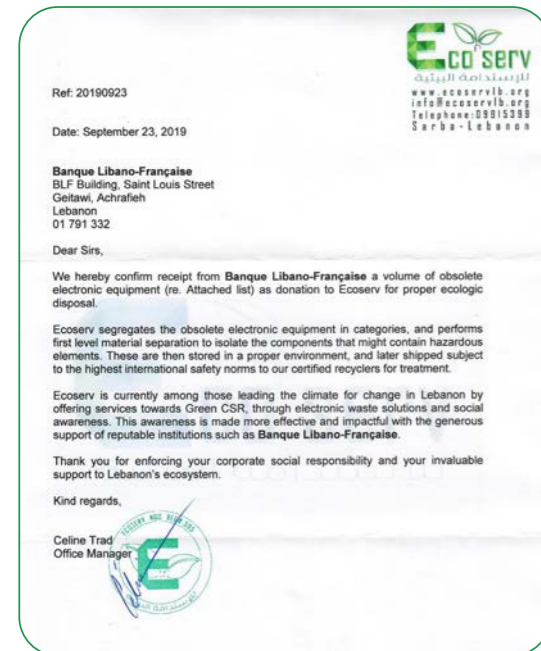 Eco serv
للإستدامة البيئية
www.ecoservlb.org
info@ecoservlb.org
Telephone:09915399
Sarba-Lebanon
Ref: 20190923
Date: September 23, 2019
Banque Libano-Française
BLF Building, Saint Louis Street
Geitawi, Achrafieh
Lebanon
01 791 332
Dear Sirs,
We hereby confirm receipt from Banque Libano-Française a volume of obsolete
electronic equipment (re. Attached list) as donation to Ecoserv for proper ecologic
disposal.
Ecoserv segregates the obsolete electronic equipment in categories, and performs
first level material separation to isolate the components that might contain hazardous
elements. These are then stored in a proper environment, and later shipped subject
to the highest international safety norms to our certified recyclers for treatment.
Ecoserv is currently among those leading the climate for change in Lebanon by
offering services towards Green CSR, through electronic waste solutions and social
awareness. This awareness is made more effective and impactful with the generous
support of reputable institutions such as Banque Libano-Française.
Thank you for enforcing your corporate social responsibility and your invaluable
support to Lebanon's ecosystem.
Kind regards,
Celine Trad
Office Manager